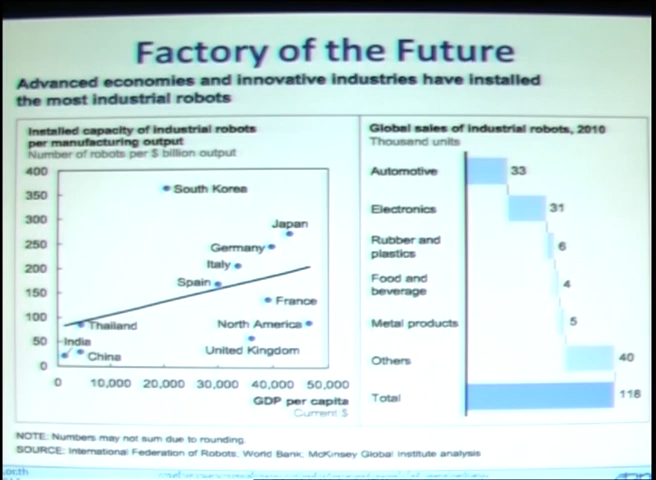 Factory of the Future
Advanced economies and innovative industries have installed
the most industrial robots
Installed capacity of industrial robots
per manufacturing output
Number of robots per $ billion output
400
350
300
250
200
150
100
50
0
South Korea
Japan
Germany
Italy
Spain
France
Thailand
North America
India
China
United Kingdom
0 10,000 20,000 30,000 40,000 50,000
GDP per capita
Current $
Global sales of industrial robots, 2010
Thousand units
Automotive 33
Electronics 31
Rubber and
plastics 6
Food and
beverage 4
Metal products 5
Others 40
Total 118
NOTE: Numbers may not sum due to rounding.
SOURCE: International Federation of Robots; World Bank; McKinsey Global Institute analysis